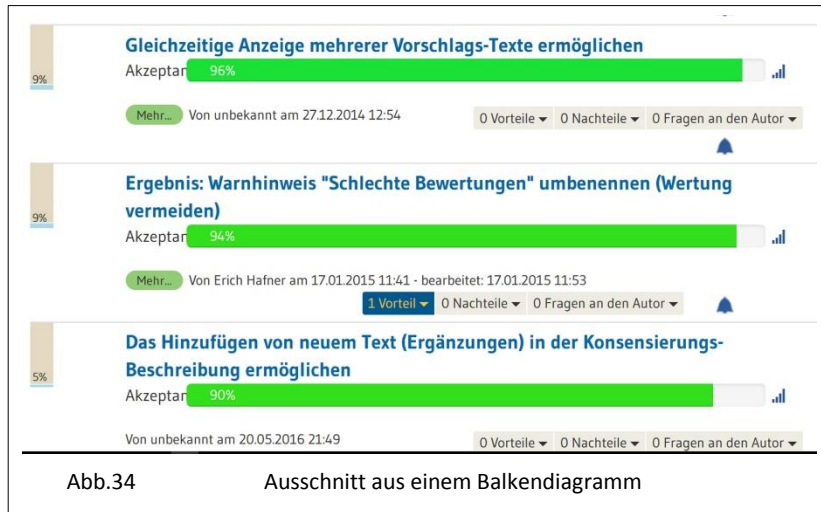 Gleichzeitige Anzeige mehrerer Vorschlags-Texte ermöglichen
9%
Akzeptan 96%
Mehr... Von unbekannt am 27.12.2014 12:54
0 Vorteile 0 Nachteile 0 Fragen an den Autor
Ergebnis: Warnhinweis "Schlechte Bewertungen" umbenennen (Wertung
9%
vermeiden)
Akzeptan 94%
Mehr... Von Erich Hafner am 17.01.2015 11:41 - bearbeitet: 17.01.2015 11:53
1 Vorteil 0 Nachteile 0 Fragen an den Autor
Das Hinzufügen von neuem Text (Ergänzungen) in der Konsensierungs-
5%
Beschreibung ermöglichen
Akzeptan 90%
Von unbekannt am 20.05.2016 21:49
0 Vorteile 0 Nachteile 0 Fragen an den Autor
Abb.34 Ausschnitt aus einem Balkendiagramm